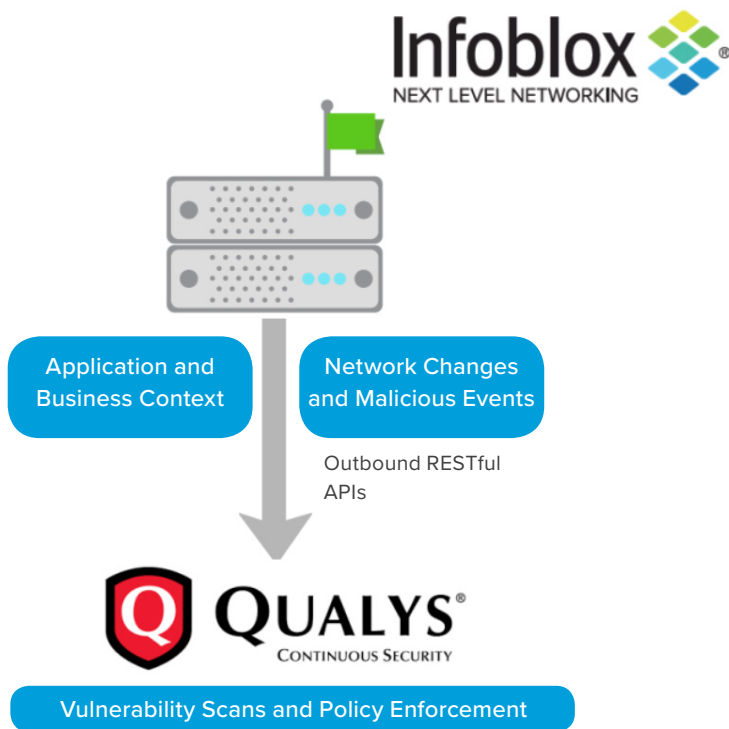 Infoblox ®
NEXT LEVEL NETWORKING
Application and
Business Context
Network Changes
and Malicious Events
Outbound RESTful
APIs
Q QUALYS®
CONTINUOUS SECURITY
Vulnerability Scans and Policy Enforcement